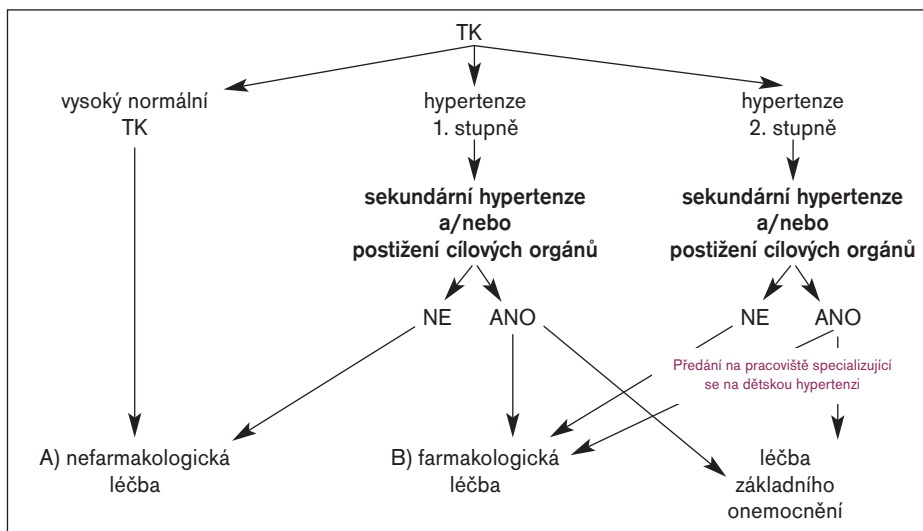 TK
vysoký normální
TK
hypertenze
1. stupně
hypertenze
2. stupně
sekundární hypertenze
a/nebo
postižení cílových orgánů
sekundární hypertenze
a/nebo
postižení cílových orgánů
NE
ANO
NE
ANO
Předání na pracoviště specializující
se na dětskou hypertenzi
A) nefarmakologická
léčba
B) farmakologická
léčba
léčba
základního
onemocnění